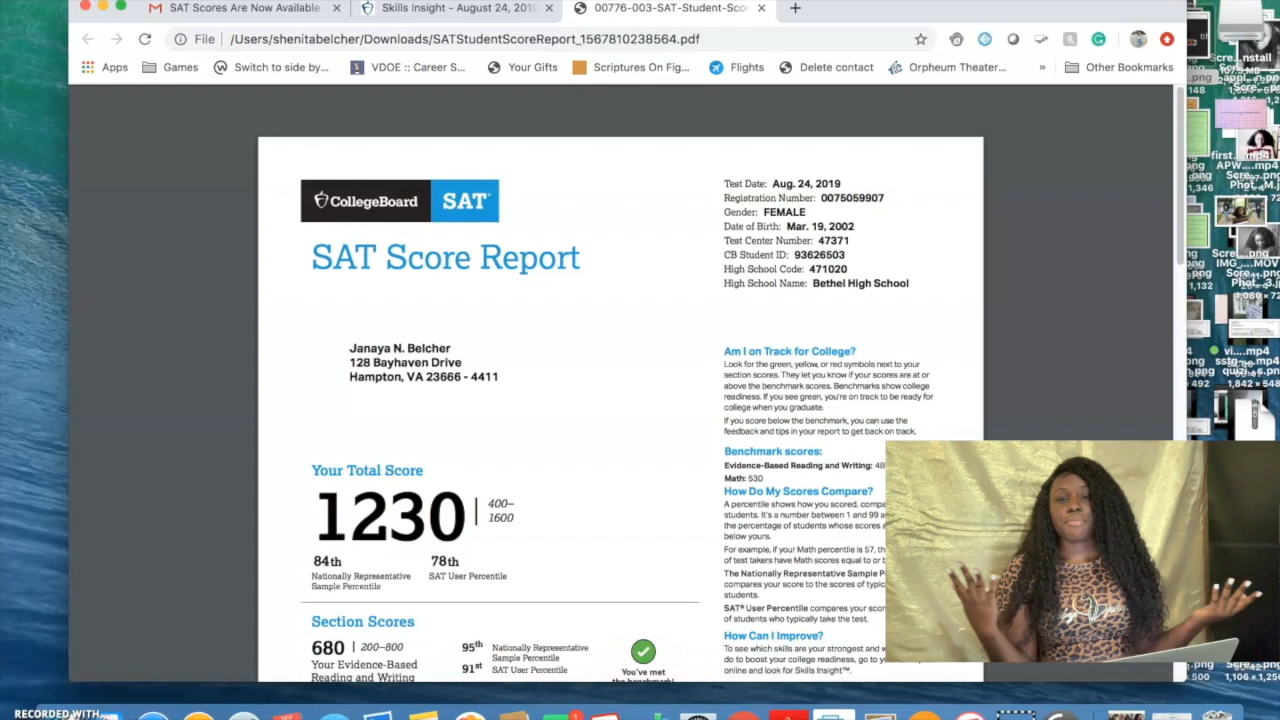 SAT Scores Are Now Available
Skills Insight - August 24, 2019
00776-003-SAT-Student-Scor
File | /Users/shenitabelcher/Downloads/SATStudentScoreReport_1567810238564.pdf
Apps
Games
Switch to side by...
VDOE :: Career S...
Your Gifts
Scriptures On Fig...
Flights
Delete contact
Orpheum Theater...
»
Other Bookmarks
CollegeBoard SAT
SAT Score Report
Test Date: Aug. 24, 2019
Registration Number: 0075059907
Gender: FEMALE
Date of Birth: Mar. 19, 2002
Test Center Number: 47371
CB Student ID: 93626503
High School Code: 471020
High School Name: Bethel High School
Janaya N. Belcher
128 Bayhaven Drive
Hampton, VA 23666 - 4411
Your Total Score
1230 | 400–
1600
84th
Nationally Representative
Sample Percentile
78th
SAT User Percentile
Section Scores
680 | 200–800
Your Evidence-Based
Reading and Writing
95th Nationally Representative
Sample Percentile
91st SAT User Percentile
You've met
the benchmark!
Am I on Track for College?
Look for the green, yellow, or red symbols next to your
section scores. They let you know if your scores are at or
above the benchmark scores. Benchmarks show college
readiness. If you see green, you're on track to be ready for
college when you graduate.
If you score below the benchmark, you can use the
feedback and tips in your report to get back on track.
Benchmark scores:
Evidence-Based Reading and Writing: 48
Math: 530
How Do My Scores Compare?
A percentile shows how you scored, compa
students. It's a number between 1 and 99 a
the percentage of students whose scores a
below yours.
For example, if your Math percentile is 57, th
of test takers have Math scores equal to or b
The Nationally Representative Sample P
compares your score to the scores of typic
students.
SAT® User Percentile compares your scor
of students who typically take the test.
How Can I Improve?
To see which skills are your strongest and w
do to boost your college readiness, go to yo
online and look for Skills Insight™.
RECORDED WITH